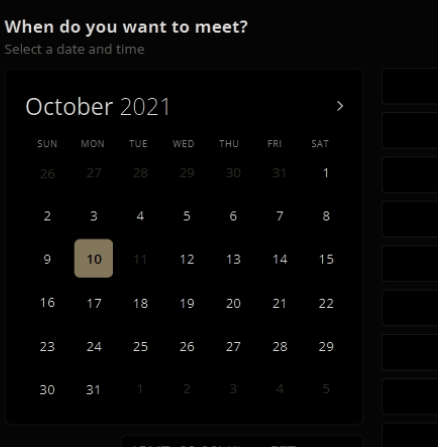 When do you want to meet?
Select a date and time
October 2021
SUN MON TUE WED THU FRI SAT
26 27 28 29 30 31 1
2 3 4 5 6 7 8
9 10 11 12 13 14 15
16 17 18 19 20 21 22
23 24 25 26 27 28 29
30 31 1 2 3 4 5